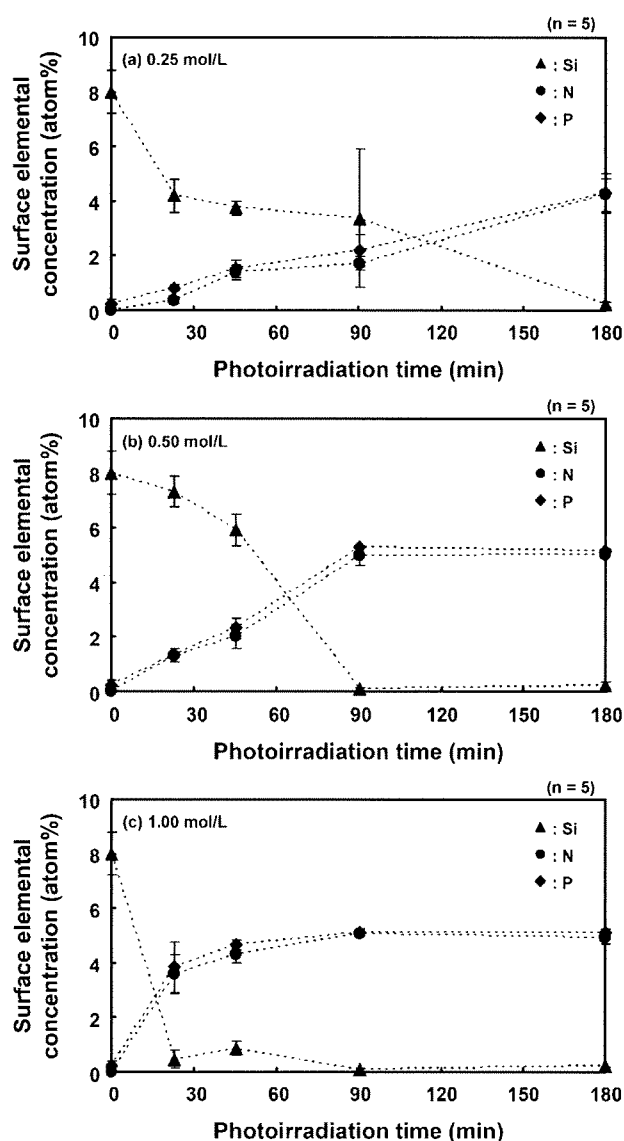 (n = 5)
(a) 0.25 mol/L
▲ : Si
● : N
◆ : P
Surface elemental
concentration (atom%)
10
8
6
4
2
0
0 30 60 90 120 150 180
Photoirradiation time (min)
(n = 5)
(b) 0.50 mol/L
▲ : Si
● : N
◆ : P
Surface elemental
concentration (atom%)
10
8
6
4
2
0
0 30 60 90 120 150 180
Photoirradiation time (min)
(n = 5)
(c) 1.00 mol/L
▲ : Si
● : N
◆ : P
Surface elemental
concentration (atom%)
10
8
6
4
2
0
0 30 60 90 120 150 180
Photoirradiation time (min)